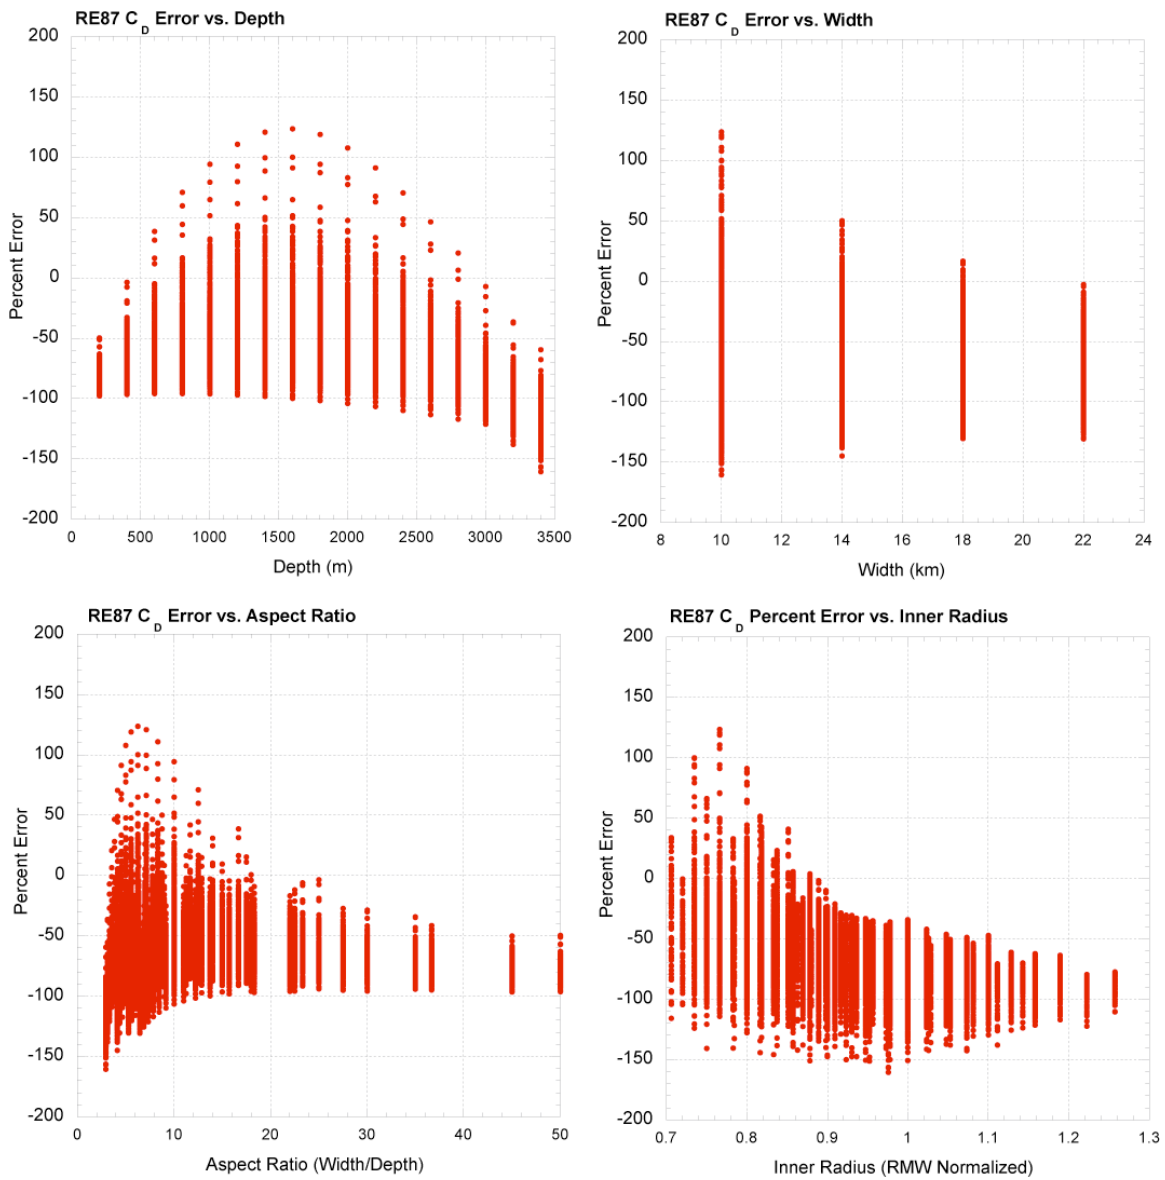 RE87 C_D Error vs. Depth
200
150
100
50
0
-50
-100
-150
-200
Percent Error
0 500 1000 1500 2000 2500 3000 3500
Depth (m)
RE87 C_D Error vs. Width
200
150
100
50
0
-50
-100
-150
-200
Percent Error
8 10 12 14 16 18 20 22 24
Width (km)
RE87 C_D Error vs. Aspect Ratio
200
150
100
50
0
-50
-100
-150
-200
Percent Error
0 10 20 30 40 50
Aspect Ratio (Width/Depth)
RE87 C_D Percent Error vs. Inner Radius
200
150
100
50
0
-50
-100
-150
-200
Percent Error
0.7 0.8 0.9 1 1.1 1.2 1.3
Inner Radius (RMW Normalized)